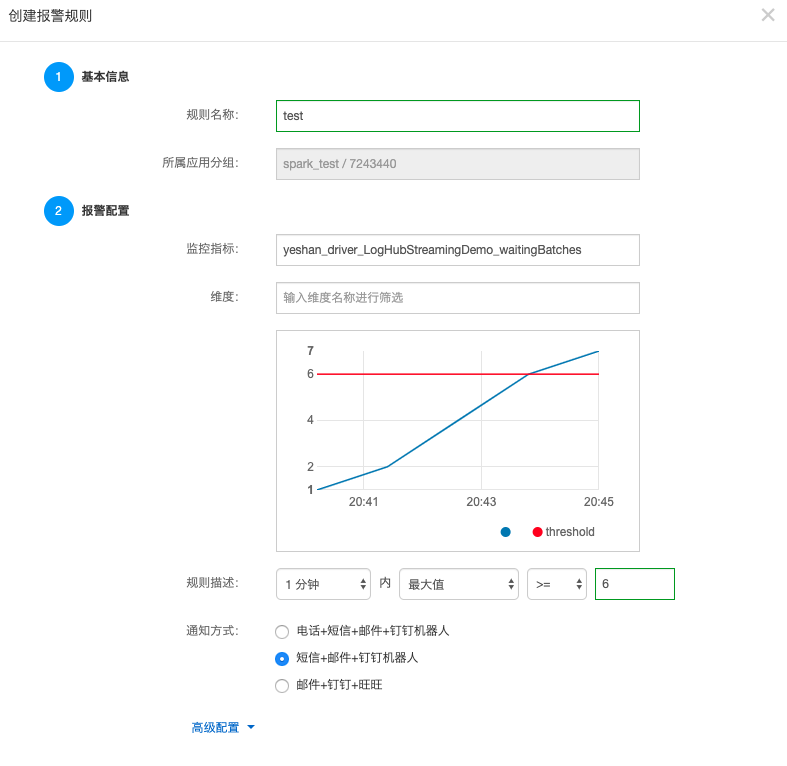 创建报警规则
1 基本信息
规则名称： test
所属应用分组： spark_test / 7243440
2 报警配置
监控指标： yeshan_driver_LogHubStreamingDemo_waitingBatches
维度： 输入维度名称进行筛选
7
6
4
2
1
20:41 20:43 20:45
threshold
规则描述： 1 分钟 内 最大值 >= 6
通知方式： 电话+短信+邮件+钉钉机器人
短信+邮件+钉钉机器人
邮件+钉钉+旺旺
高级配置